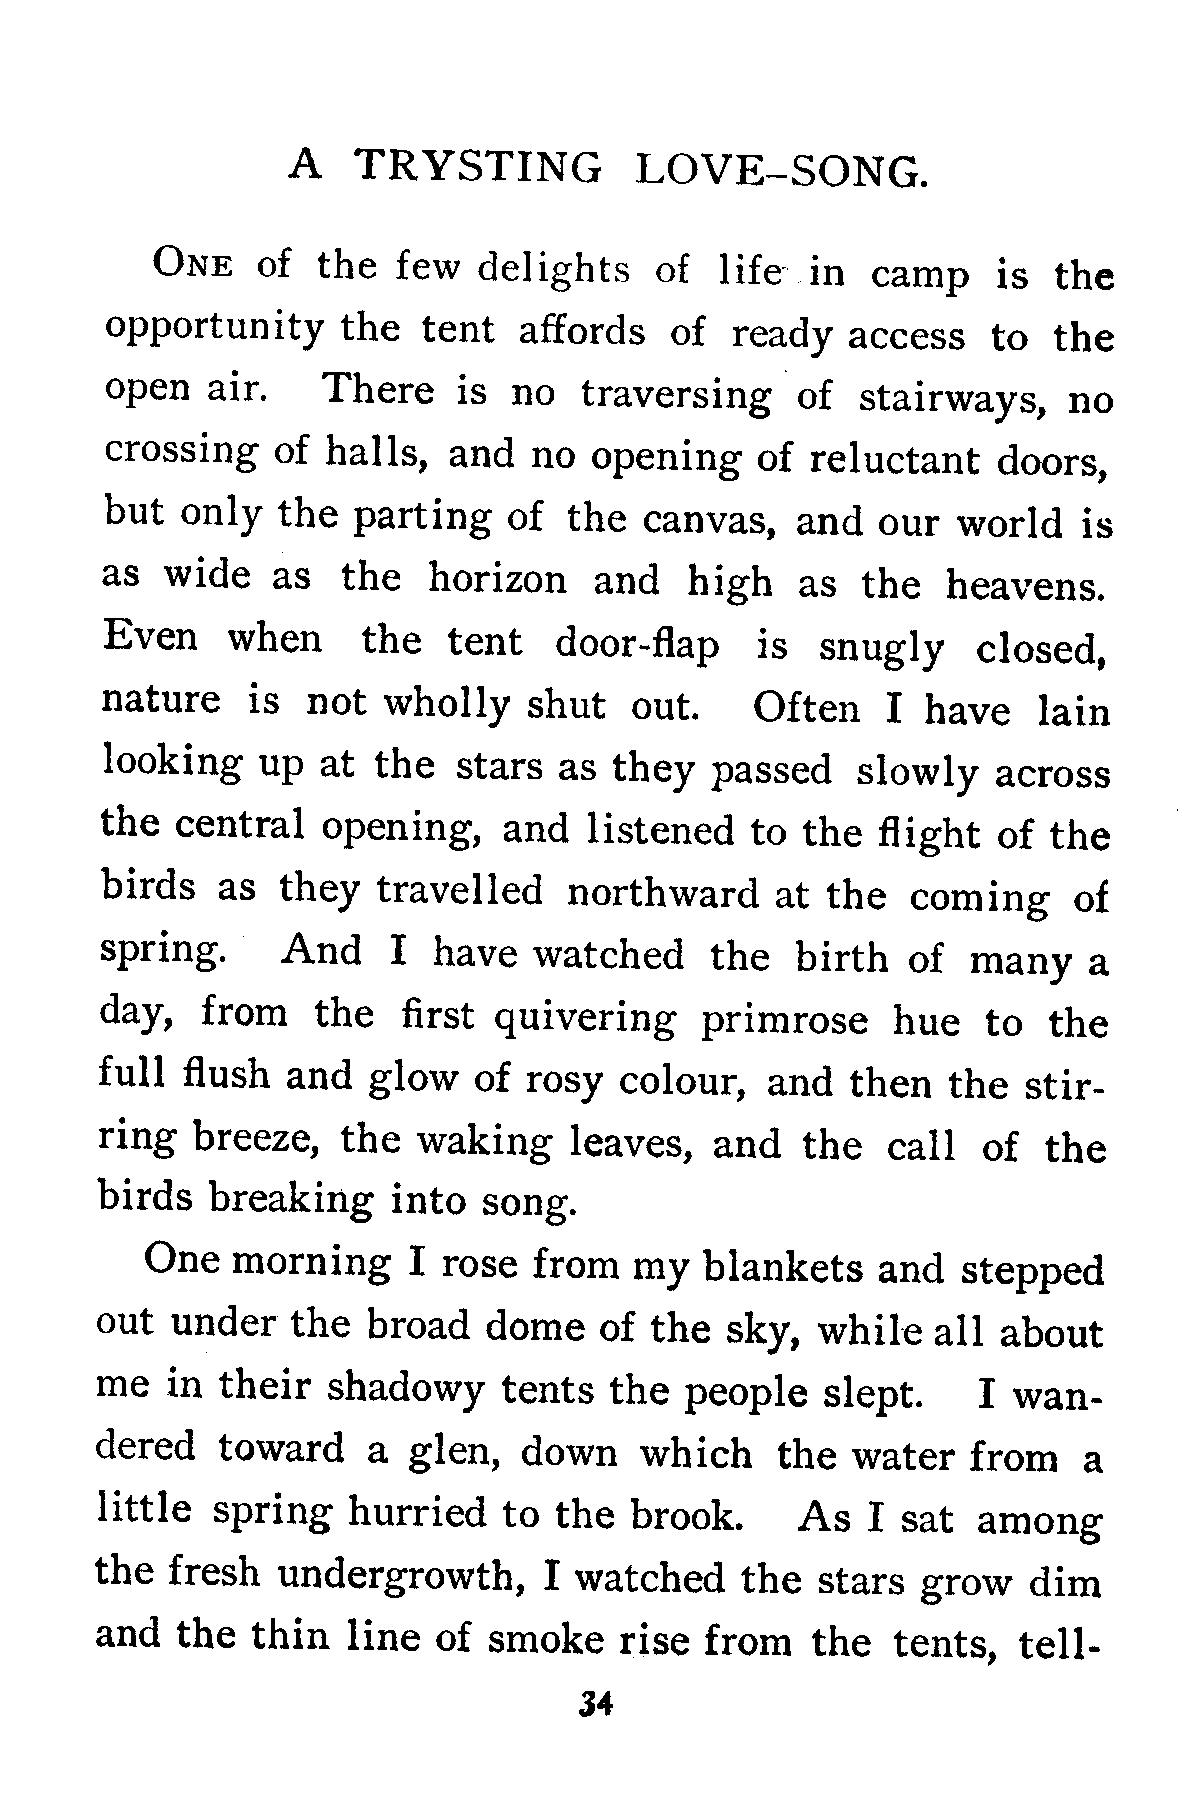 A TRYSTING LOVE-SONG.
ONE of the few delights of life in camp is the
opportunity the tent affords of ready access to the
open air. There is no traversing of stairways, no
crossing of halls, and no opening of reluctant doors,
but only the parting of the canvas, and our world is
as wide as the horizon and high as the heavens.
Even when the tent door-flap is snugly closed,
nature is not wholly shut out. Often I have lain
looking up at the stars as they passed slowly across
the central opening, and listened to the flight of the
birds as they travelled northward at the coming of
spring. And I have watched the birth of many a
day, from the first quivering primrose hue to the
full flush and glow of rosy colour, and then the stir-
ring breeze, the waking leaves, and the call of the
birds breaking into song.
One morning I rose from my blankets and stepped
out under the broad dome of the sky, while all about
me in their shadowy tents the people slept. I wan-
dered toward a glen, down which the water from a
little spring hurried to the brook. As I sat among
the fresh undergrowth, I watched the stars grow dim
and the thin line of smoke rise from the tents, tell-
34